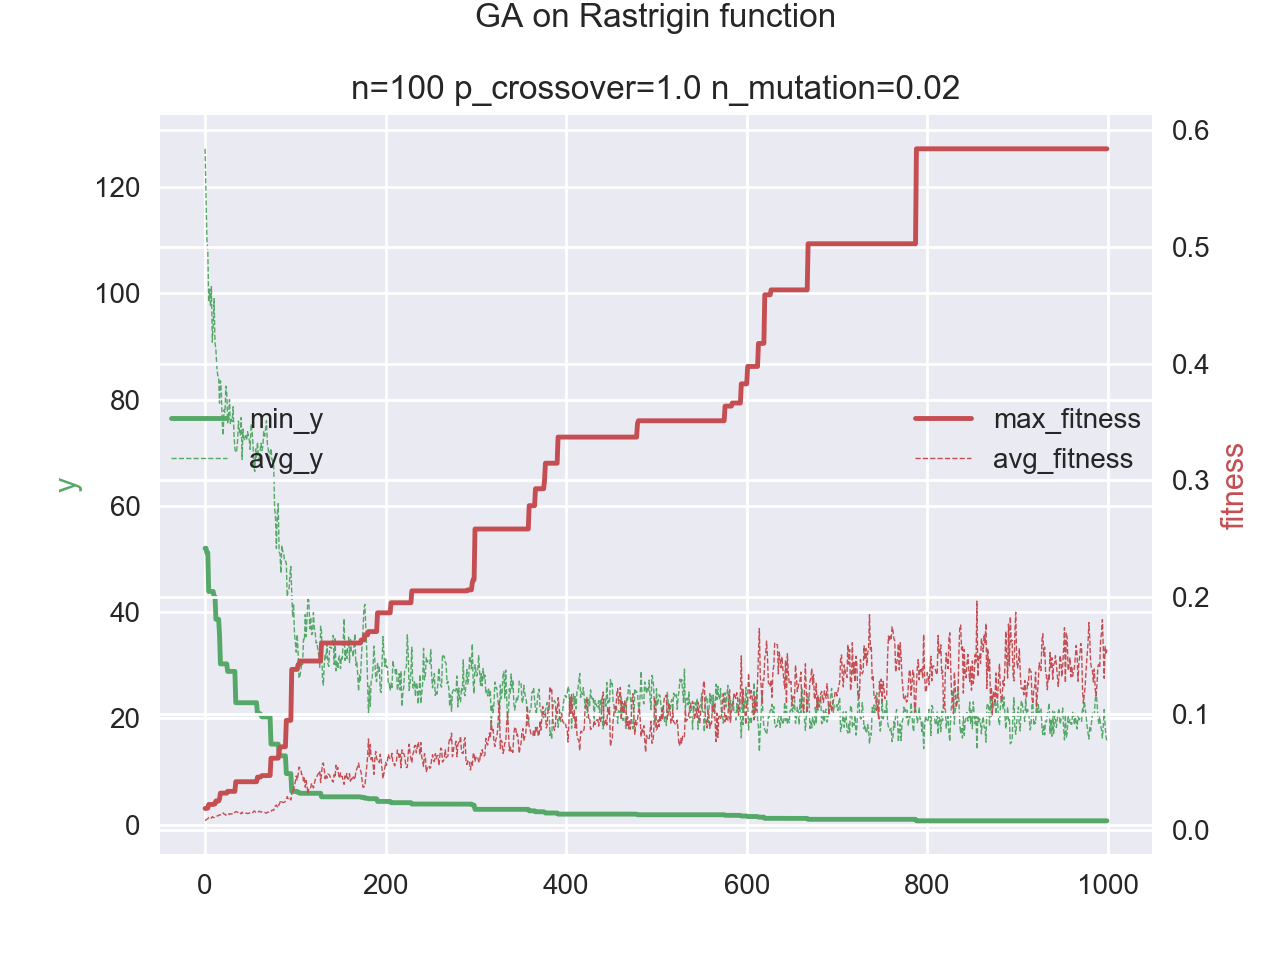 GA on Rastrigin function
n=100 p_crossover=1.0 n_mutation=0.02
120
100
80
60
40
20
0
y
min_y
avg_y
max_fitness
avg_fitness
0.6
0.5
0.4
0.3
0.2
0.1
0.0
fitness
0 200 400 600 800 1000